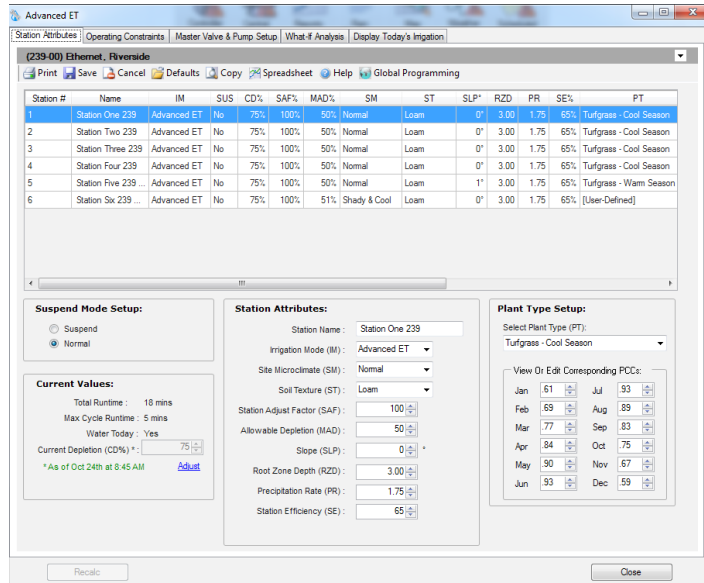 Advanced ET
Station Attributes Operating Constraints Master Valve & Pump Setup What-If Analysis Display Today's Irrigation
(239-00) Ethernet, Riverside
Print Save Cancel Defaults Copy Spreadsheet Help Global Programming
Station # Name IM SUS CD% SAF% MAD% SM ST SLP* RZD PR SE% PT
1 Station One 239 Advanced ET No 75% 100% 50% Normal Loam 0° 3.00 1.75 65% Turfgrass - Cool Season
2 Station Two 239 Advanced ET No 75% 100% 50% Normal Loam 0° 3.00 1.75 65% Turfgrass - Cool Season
3 Station Three 239 Advanced ET No 75% 100% 50% Normal Loam 0° 3.00 1.75 65% Turfgrass - Cool Season
4 Station Four 239 Advanced ET No 75% 100% 50% Normal Loam 0° 3.00 1.75 65% Turfgrass - Cool Season
5 Station Five 239 ... Advanced ET No 75% 100% 50% Normal Loam 1° 3.00 1.75 65% Turfgrass - Warm Season
6 Station Six 239 ... Advanced ET No 75% 100% 51% Shady & Cool Loam 0° 3.00 1.75 65% [User-Defined]
Suspend Mode Setup:
Suspend
Normal
Current Values:
Total Runtime : 18 mins
Max Cycle Runtime : 5 mins
Water Today : Yes
Current Depletion (CD%) * : 75
*As of Oct 24th at 8:45 AM Adjust
Station Attributes:
Station Name : Station One 239
Irrigation Mode (IM) : Advanced ET
Site Microclimate (SM) : Normal
Soil Texture (ST) : Loam
Station Adjust Factor (SAF) : 100
Allowable Depletion (MAD) : 50
Slope (SLP) : 0 °
Root Zone Depth (RZD) : 3.00
Precipitation Rate (PR) : 1.75
Station Efficiency (SE) : 65
Plant Type Setup:
Select Plant Type (PT):
Turfgrass - Cool Season
View Or Edit Corresponding PCCs:
Jan .61 Jul .93
Feb .69 Aug .89
Mar .77 Sep .83
Apr .84 Oct .75
May .90 Nov .67
Jun .93 Dec .59
Recalc Close